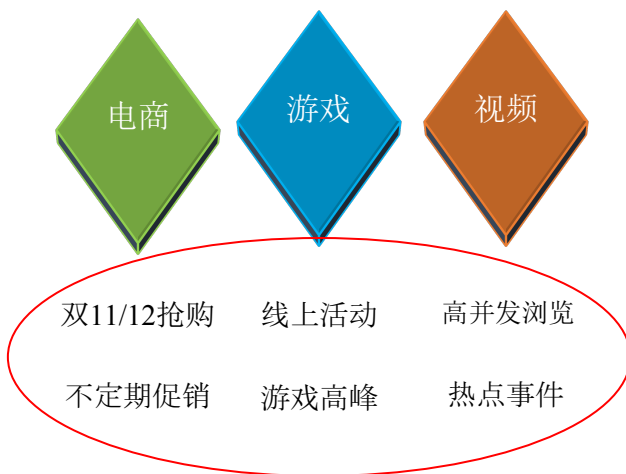 电商
游戏
视频
双11/12抢购
线上活动
高并发浏览
不定期促销
游戏高峰
热点事件